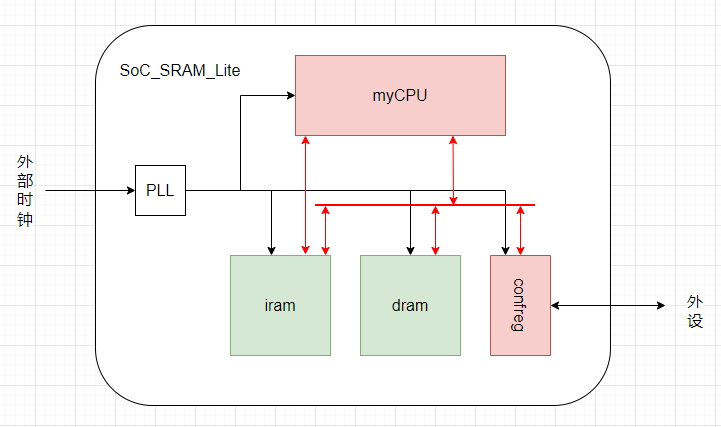 SoC_SRAM_Lite
myCPU
外部时钟
PLL
iram
dram
confreg
外设